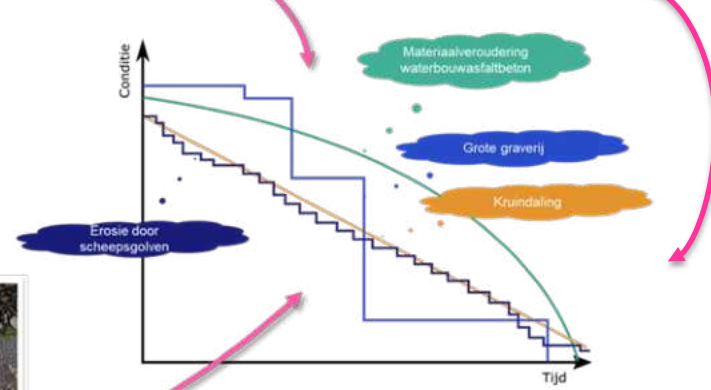 Conditie
Materiaalveroudering
waterbouwasfaltbeton
Grote graverij
Kruindaling
Erosie door
scheepsgolven
Tijd